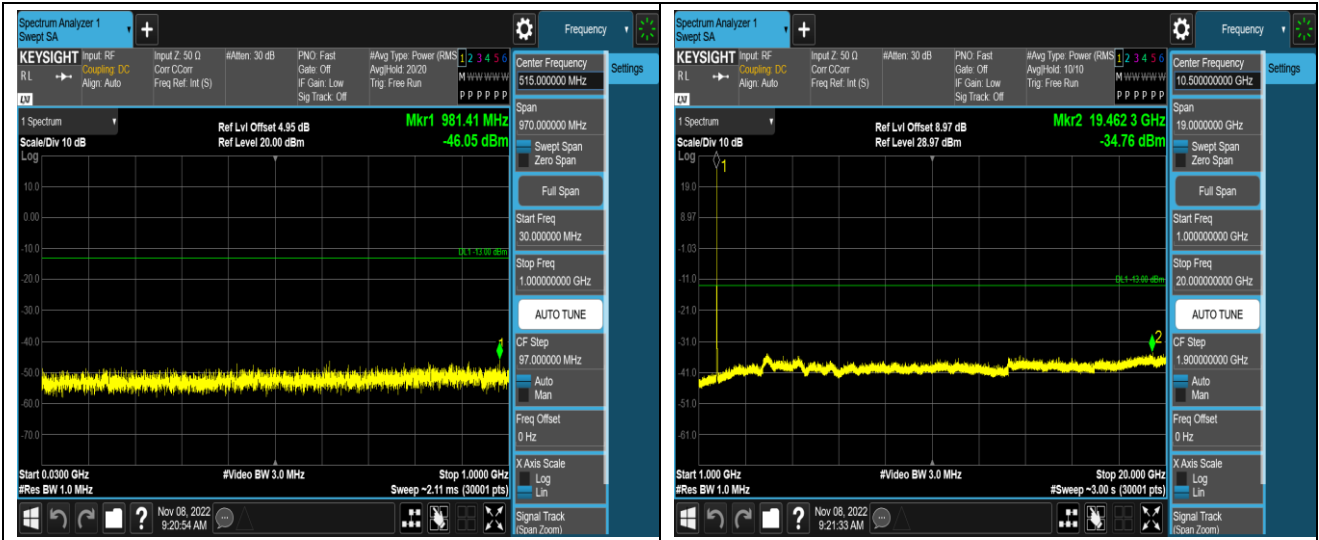 Spectrum Analyzer 1
Swept SA
+
Frequency
KEYSIGHT
RL
LXI
Input: RF
Coupling: DC
Align: Auto
Input Z: 50 Ω
Corr CCorr
Freq Ref: Int (S)
#Atten: 30 dB
PNO: Fast
Gate: Off
IF Gain: Low
Sig Track: Off
#Avg Type: Power (RMS
Avg|Hold: 20/20
Trig: Free Run
1 2 3 4 5 6
M W W W W W
P P P P P P
Center Frequency
515.000000 MHz
Settings
1 Spectrum
Scale/Div 10 dB
Log
Ref Lvl Offset 4.95 dB
Ref Level 20.00 dBm
Mkr1 981.41 MHz
-46.05 dBm
10.0
0.00
-10.0
-20.0
-30.0
-40.0
-50.0
-60.0
-70.0
DL1 -13.00 dBm
1
Span
970.000000 MHz
Swept Span
Zero Span
Full Span
Start Freq
30.000000 MHz
Stop Freq
1.000000000 GHz
AUTO TUNE
CF Step
97.000000 MHz
Auto
Man
Freq Offset
0 Hz
X Axis Scale
Log
Lin
Signal Track
(Span Zoom)
Start 0.0300 GHz
#Res BW 1.0 MHz
#Video BW 3.0 MHz
Stop 1.0000 GHz
Sweep ~2.11 ms (30001 pts)
?
Nov 08, 2022
9:20:54 AM
Spectrum Analyzer 1
Swept SA
+
Frequency
KEYSIGHT
RL
LXI
Input: RF
Coupling: DC
Align: Auto
Input Z: 50 Ω
Corr CCorr
Freq Ref: Int (S)
#Atten: 30 dB
PNO: Fast
Gate: Off
IF Gain: Low
Sig Track: Off
#Avg Type: Power (RMS
Avg|Hold: 10/10
Trig: Free Run
1 2 3 4 5 6
M W W W W W
P P P P P P
Center Frequency
10.500000000 GHz
Settings
1 Spectrum
Scale/Div 10 dB
Log
Ref Lvl Offset 8.97 dB
Ref Level 28.97 dBm
Mkr2 19.462 3 GHz
-34.76 dBm
1
19.0
8.97
-1.03
-11.0
-21.0
-31.0
-41.0
-51.0
-61.0
DL1 -13.00 dBm
2
Span
19.0000000 GHz
Swept Span
Zero Span
Full Span
Start Freq
1.000000000 GHz
Stop Freq
20.000000000 GHz
AUTO TUNE
CF Step
1.900000000 GHz
Auto
Man
Freq Offset
0 Hz
X Axis Scale
Log
Lin
Signal Track
(Span Zoom)
Start 1.000 GHz
#Res BW 1.0 MHz
#Video BW 3.0 MHz
Stop 20.000 GHz
#Sweep ~3.00 s (30001 pts)
?
Nov 08, 2022
9:21:33 AM